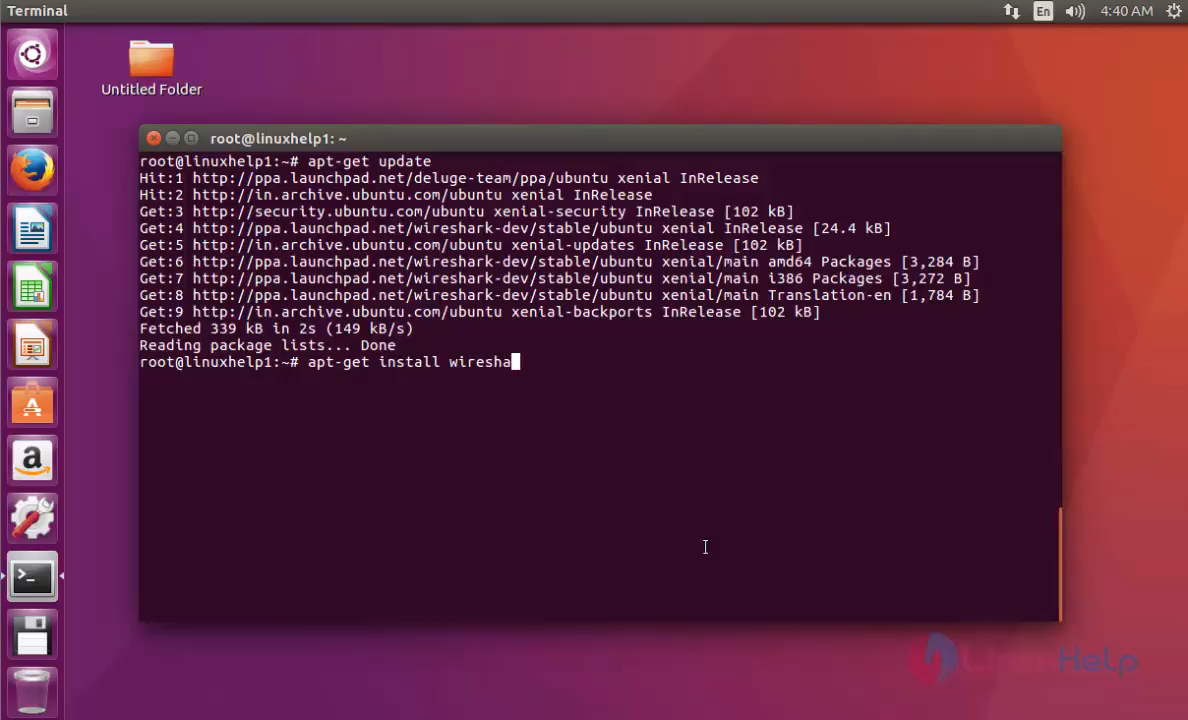 Terminal
En
4:40 AM
Untitled Folder
root@linuxhelp1: ~
root@linuxhelp1:~# apt-get update
Hit:1 http://ppa.launchpad.net/deluge-team/ppa/ubuntu xenial InRelease
Hit:2 http://in.archive.ubuntu.com/ubuntu xenial InRelease
Get:3 http://security.ubuntu.com/ubuntu xenial-security InRelease [102 kB]
Get:4 http://ppa.launchpad.net/wireshark-dev/stable/ubuntu xenial InRelease [24.4 kB]
Get:5 http://in.archive.ubuntu.com/ubuntu xenial-updates InRelease [102 kB]
Get:6 http://ppa.launchpad.net/wireshark-dev/stable/ubuntu xenial/main amd64 Packages [3,284 B]
Get:7 http://ppa.launchpad.net/wireshark-dev/stable/ubuntu xenial/main i386 Packages [3,272 B]
Get:8 http://ppa.launchpad.net/wireshark-dev/stable/ubuntu xenial/main Translation-en [1,784 B]
Get:9 http://in.archive.ubuntu.com/ubuntu xenial-backports InRelease [102 kB]
Fetched 339 kB in 2s (149 kB/s)
Reading package lists... Done
root@linuxhelp1:~# apt-get install wiresha
LinuxHelp